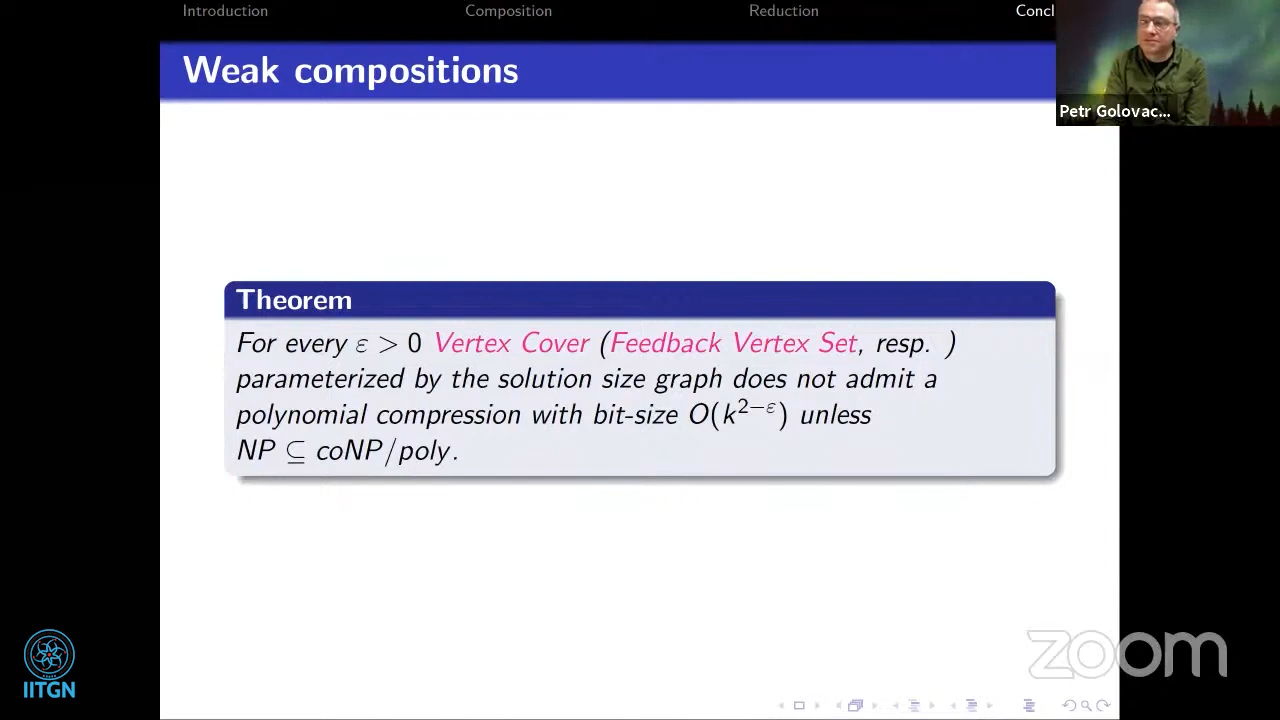 Introduction Composition Reduction Concl
Weak compositions
Petr Golovac...
Theorem
For every ε > 0 Vertex Cover (Feedback Vertex Set, resp. )
parameterized by the solution size graph does not admit a
polynomial compression with bit-size O(k^{2−ε}) unless
NP ⊆ coNP/poly.
IITGN
zoom